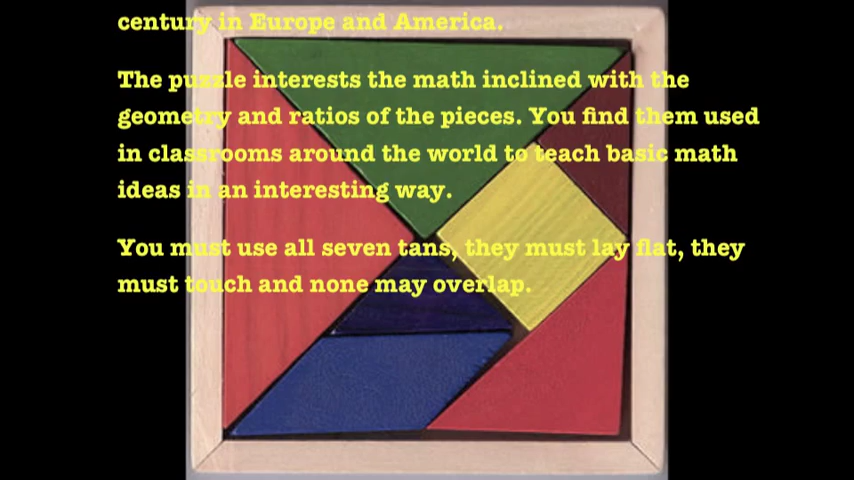 century in Europe and America.
The puzzle interests the math inclined with the
geometry and ratios of the pieces. You find them used
in classrooms around the world to teach basic math
ideas in an interesting way.
You must use all seven tans, they must lay flat, they
must touch and none may overlap.